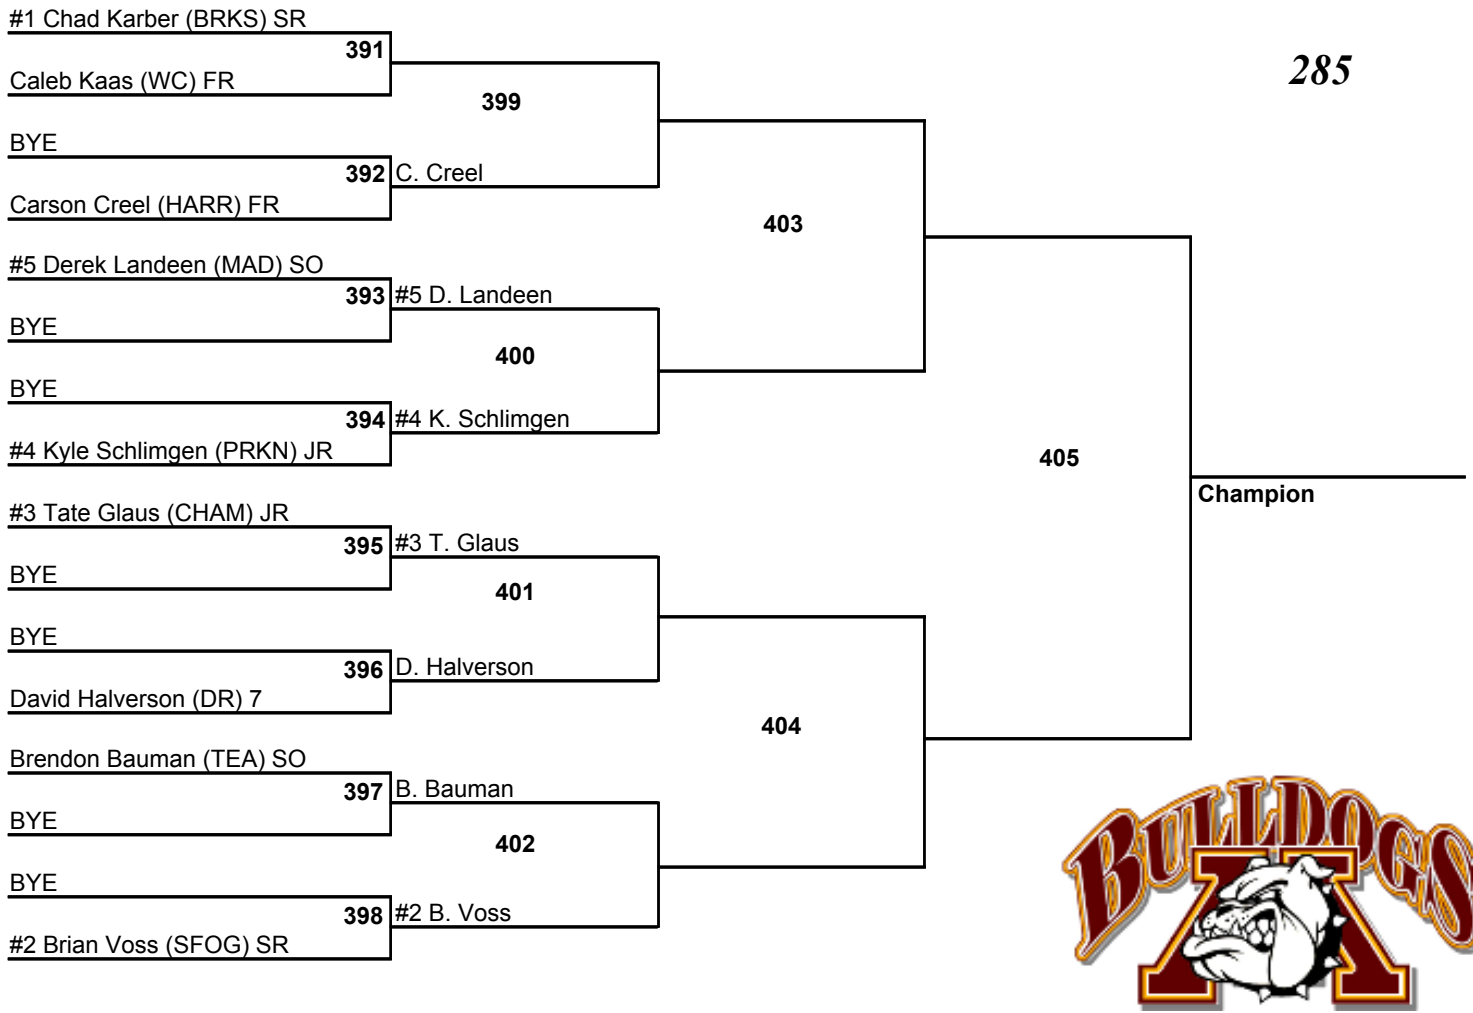 #1 Chad Karber (BRKS) SR
391
Caleb Kaas (WC) FR
399
BYE
392 C. Creel
Carson Creel (HARR) FR
403
#5 Derek Landeen (MAD) SO
393 #5 D. Landeen
BYE
400
BYE
394 #4 K. Schlimgen
#4 Kyle Schlimgen (PRKN) JR
405
Champion
#3 Tate Glaus (CHAM) JR
395 #3 T. Glaus
BYE
401
BYE
396 D. Halverson
David Halverson (DR) 7
404
Brendon Bauman (TEA) SO
397 B. Bauman
BYE
402
BYE
398 #2 B. Voss
#2 Brian Voss (SFOG) SR
285
BULLDOGS
A